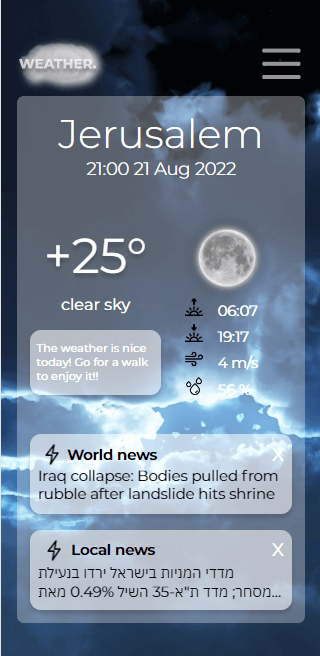 WEATHER.
Jerusalem
21:00 21 Aug 2022
+25°
clear sky
06:07
19:17
4 m/s
56 %
The weather is nice
today! Go for a walk
to enjoy it!!
World news
X
Iraq collapse: Bodies pulled from
rubble after landslide hits shrine
Local news
X
מדדי המניות בישראל ירדו בנעילת
מסחר; מדד ת"א-35 השיל 0.49% מאת...